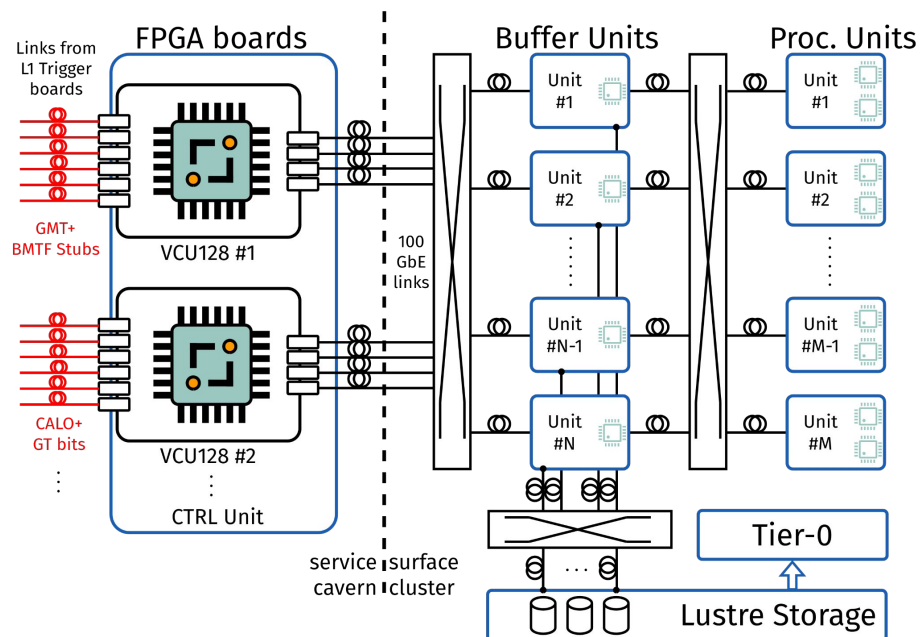 FPGA boards
Buffer Units
Proc. Units
Links from
L1 Trigger
boards
GMT+
BMTF Stubs
VCU128 #1
CALO+
GT bits
VCU128 #2
CTRL Unit
100
GbE
links
service
cavern
surface
cluster
Unit
#1
Unit
#2
Unit
#N-1
Unit
#N
Unit
#1
Unit
#2
Unit
#M-1
Unit
#M
Tier-0
Lustre Storage